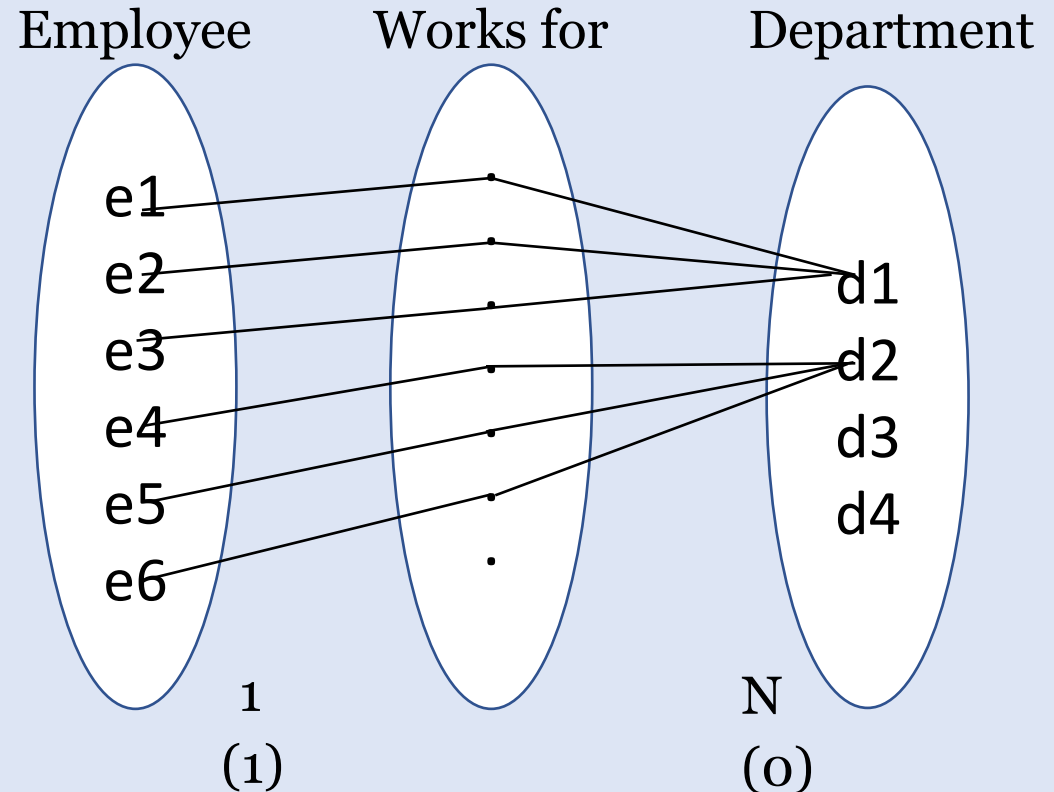 Employee Works for Department
e1
e2
e3
e4
e5
e6
d1
d2
d3
d4
1 N
(1) (0)